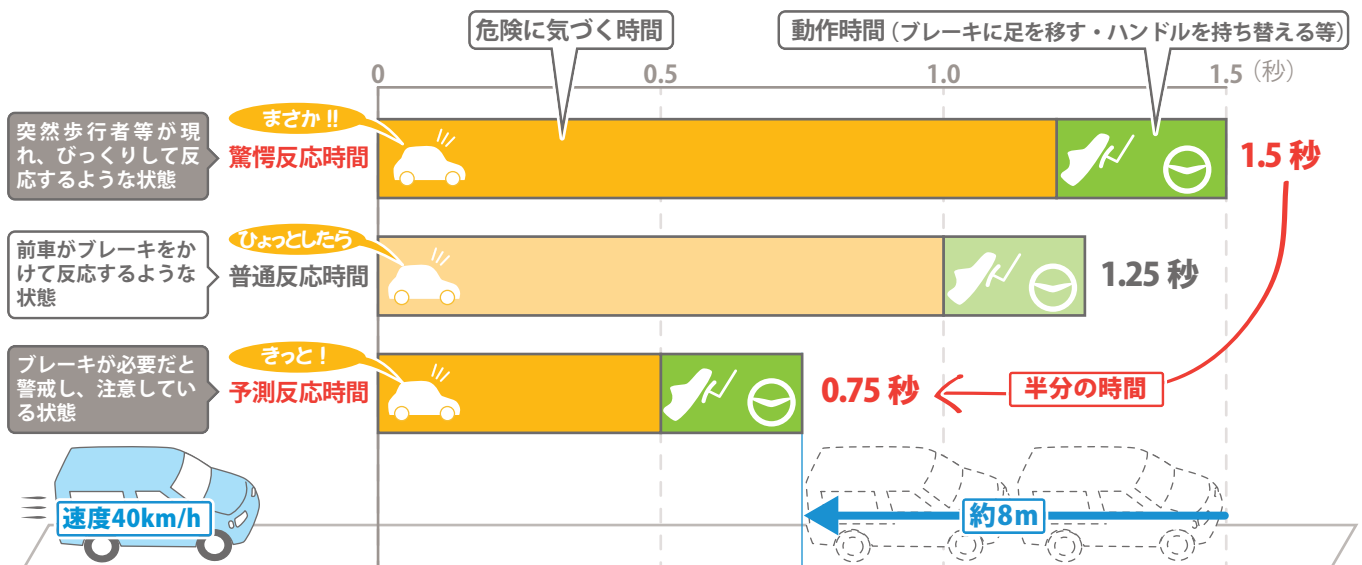 危険に気づく時間
動作時間（ブレーキに足を移す・ハンドルを持ち替える等）
0
0.5
1.0
1.5（秒）
突然歩行者等が現
れ、びっくりして反
応するような状態
まさか !!
驚愕反応時間
1.5 秒
前車がブレーキをか
けて反応するような
状態
ひょっとしたら
普通反応時間
1.25 秒
ブレーキが必要だと
警戒し、注意してい
る状態
きっと！
予測反応時間
0.75 秒
半分の時間
速度40km/h
約8m